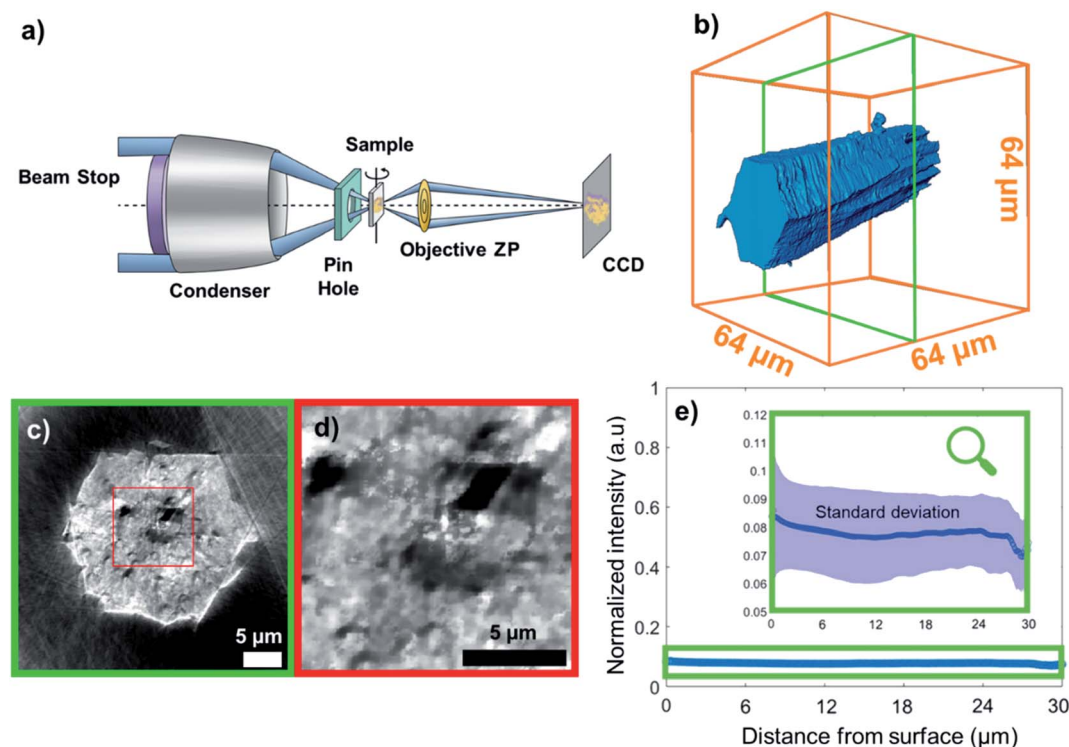 a)
Beam Stop
Condenser
Pin
Hole
Sample
Objective ZP
CCD
b)
64 μm
64 μm
64 μm
c)
5 μm
d)
5 μm
e)
Normalized intensity (a.u)
1
0.8
0.6
0.4
0.2
0
0 6 12 18 24 30
Distance from surface (μm)
0.12
0.11
0.1
0.09
0.08
0.07
0.06
0.05
0 6 12 18 24 30
Standard deviation